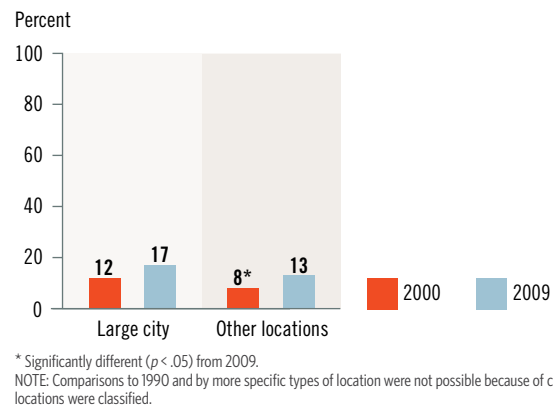 Percent
100
80
60
40
20
0
12
17
8*
13
Large city
Other locations
2000
2009
* Significantly different (p < .05) from 2009.
NOTE: Comparisons to 1990 and by more specific types of location were not possible because of c
locations were classified.